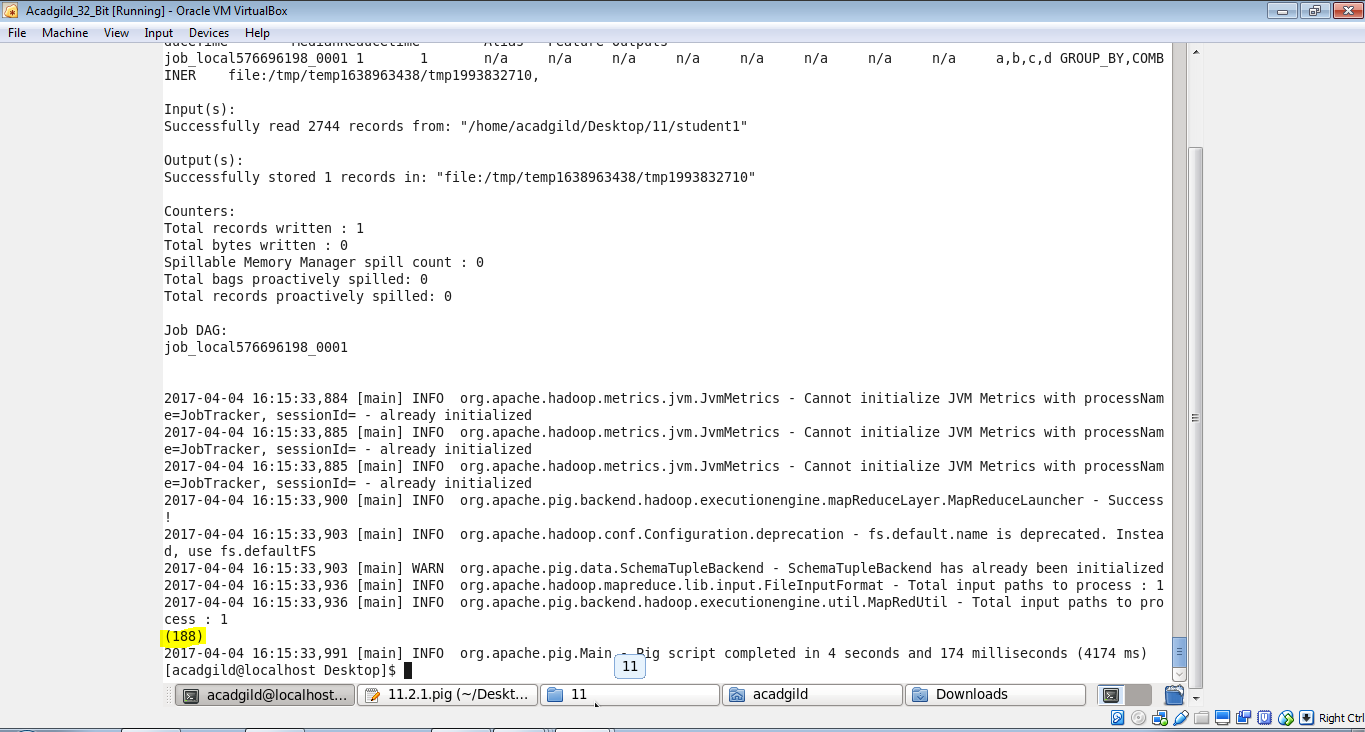 Acadgild_32_Bit [Running] - Oracle VM VirtualBox
File Machine View Input Devices Help
duceTime MedianReducetime Alias Feature Outputs
job_local576696198_0001 1 1 n/a n/a n/a n/a n/a n/a n/a n/a a,b,c,d GROUP_BY,COMB
INER file:/tmp/temp1638963438/tmp1993832710,
Input(s):
Successfully read 2744 records from: "/home/acadgild/Desktop/11/student1"
Output(s):
Successfully stored 1 records in: "file:/tmp/temp1638963438/tmp1993832710"
Counters:
Total records written : 1
Total bytes written : 0
Spillable Memory Manager spill count : 0
Total bags proactively spilled: 0
Total records proactively spilled: 0
Job DAG:
job_local576696198_0001
2017-04-04 16:15:33,884 [main] INFO org.apache.hadoop.metrics.jvm.JvmMetrics - Cannot initialize JVM Metrics with processNam
e=JobTracker, sessionId= - already initialized
2017-04-04 16:15:33,885 [main] INFO org.apache.hadoop.metrics.jvm.JvmMetrics - Cannot initialize JVM Metrics with processNam
e=JobTracker, sessionId= - already initialized
2017-04-04 16:15:33,885 [main] INFO org.apache.hadoop.metrics.jvm.JvmMetrics - Cannot initialize JVM Metrics with processNam
e=JobTracker, sessionId= - already initialized
2017-04-04 16:15:33,900 [main] INFO org.apache.pig.backend.hadoop.executionengine.mapReduceLayer.MapReduceLauncher - Success
!
2017-04-04 16:15:33,903 [main] INFO org.apache.hadoop.conf.Configuration.deprecation - fs.default.name is deprecated. Instea
d, use fs.defaultFS
2017-04-04 16:15:33,903 [main] WARN org.apache.pig.data.SchemaTupleBackend - SchemaTupleBackend has already been initialized
2017-04-04 16:15:33,936 [main] INFO org.apache.hadoop.mapreduce.lib.input.FileInputFormat - Total input paths to process : 1
2017-04-04 16:15:33,936 [main] INFO org.apache.pig.backend.hadoop.executionengine.util.MapRedUtil - Total input paths to pro
cess : 1
(188)
2017-04-04 16:15:33,991 [main] INFO org.apache.pig.Main - Pig script completed in 4 seconds and 174 milliseconds (4174 ms)
[acadgild@localhost Desktop]$
11
acadgild@localhost... 11.2.1.pig (~/Deskt... 11 acadgild Downloads
Right Ctrl